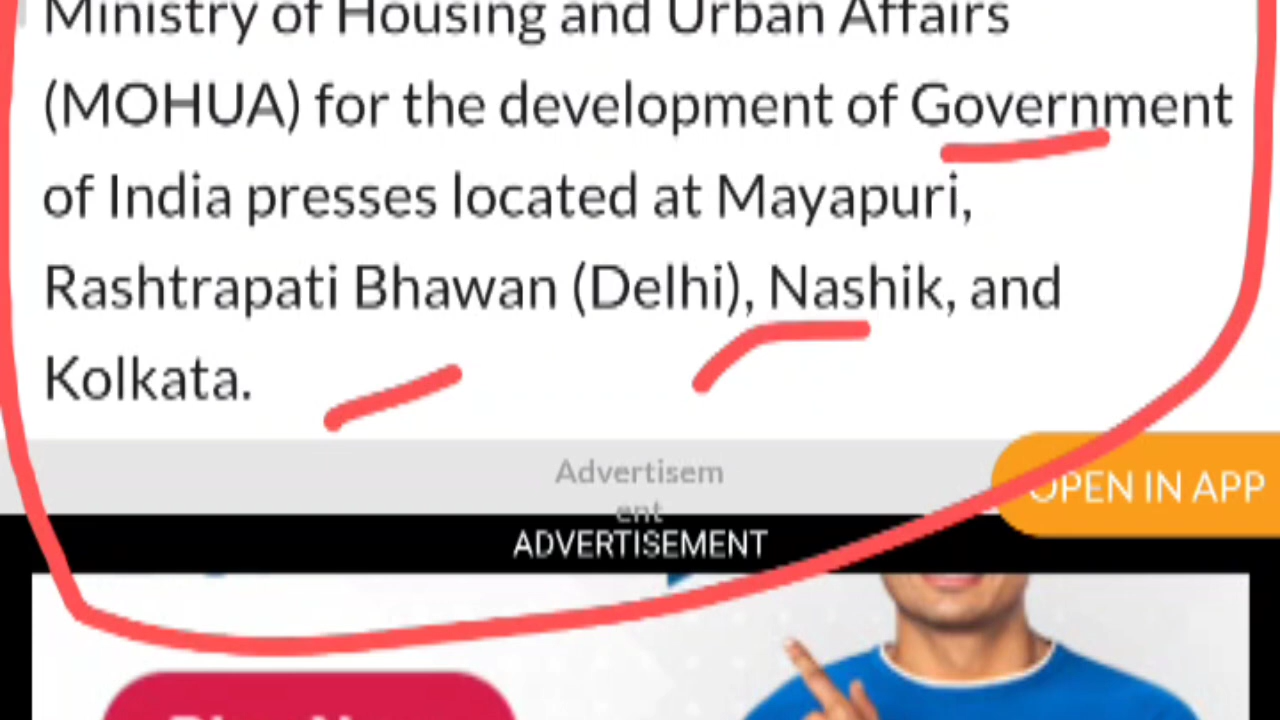 Ministry of Housing and Urban Affairs
(MOHUA) for the development of Government
of India presses located at Mayapuri,
Rashtrapati Bhawan (Delhi), Nashik, and
Kolkata.
Advertisem
ent
OPEN IN APP
ADVERTISEMENT